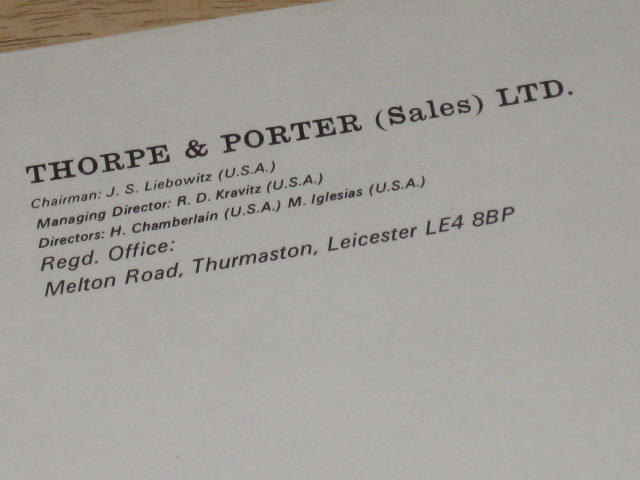 THORPE & PORTER (Sales) LTD.
Chairman: J. S. Liebowitz (U.S.A.)
Managing Director: R. D. Kravitz (U.S.A.)
Directors: H. Chamberlain (U.S.A.) M. Iglesias (U.S.A.)
Regd. Office:
Melton Road, Thurmaston, Leicester LE4 8BP